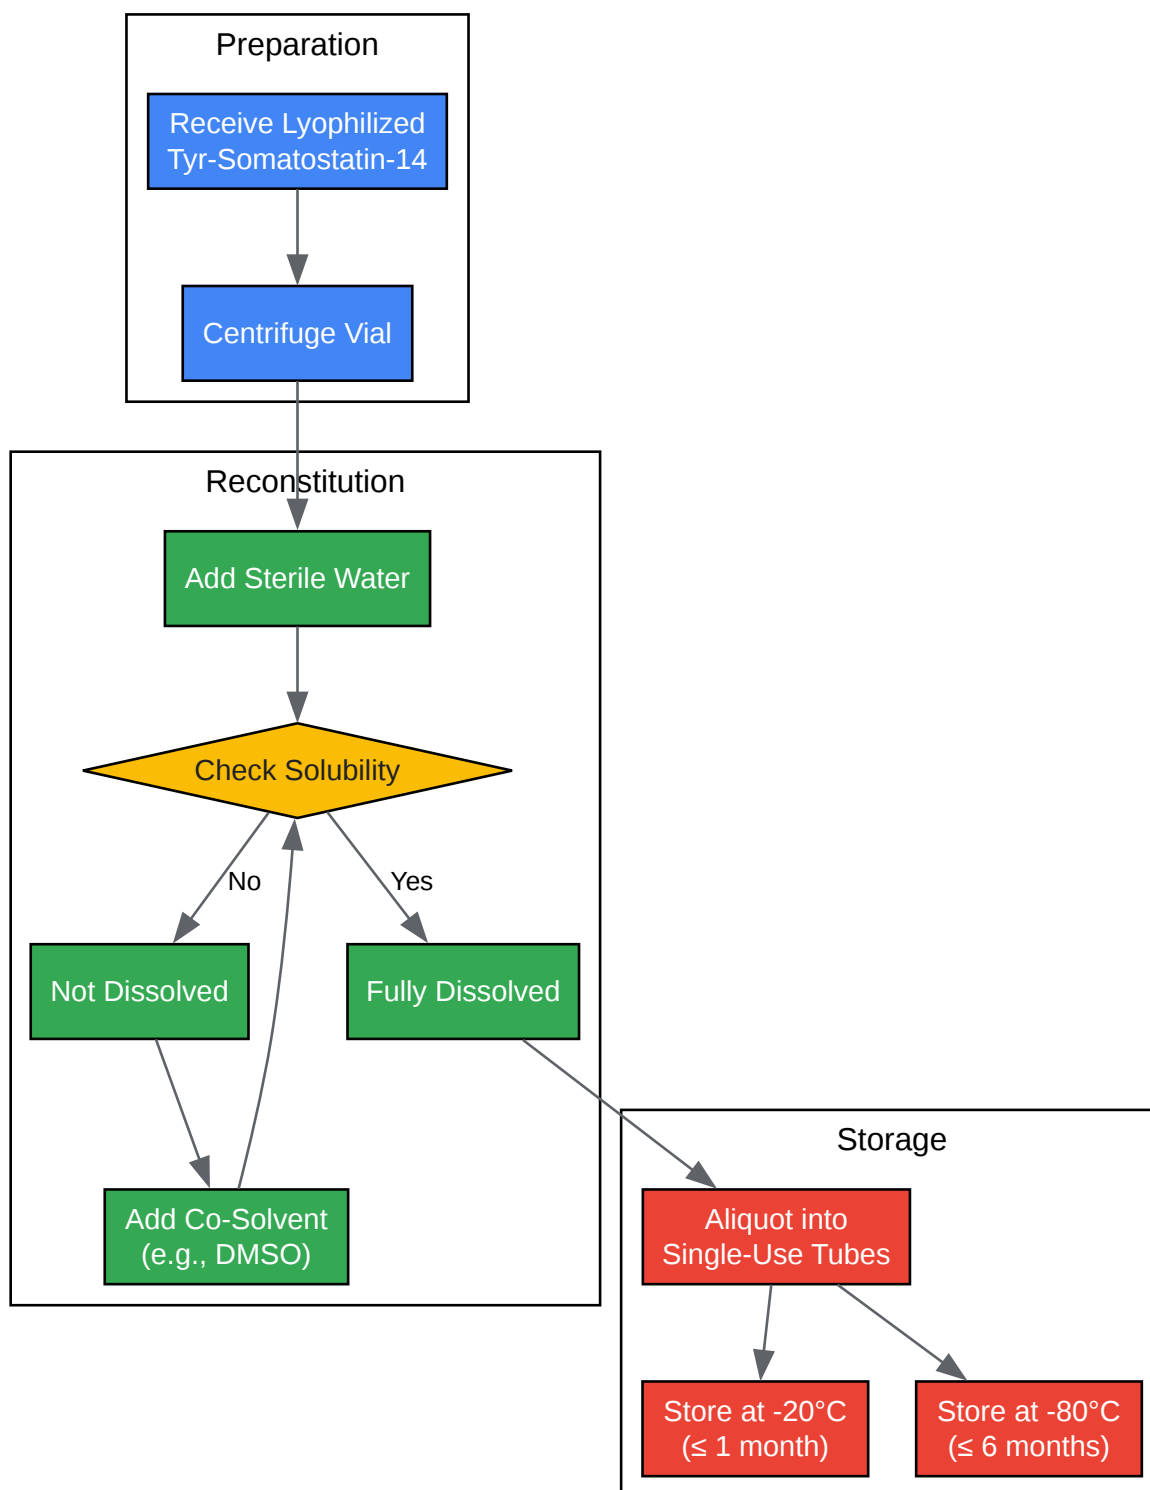 Preparation
Receive Lyophilized
Tyr-Somatostatin-14
Centrifuge Vial
Reconstitution
Add Sterile Water
Check Solubility
No
Yes
Not Dissolved
Fully Dissolved
Add Co-Solvent
(e.g., DMSO)
Storage
Aliquot into
Single-Use Tubes
Store at -20°C
(≤ 1 month)
Store at -80°C
(≤ 6 months)